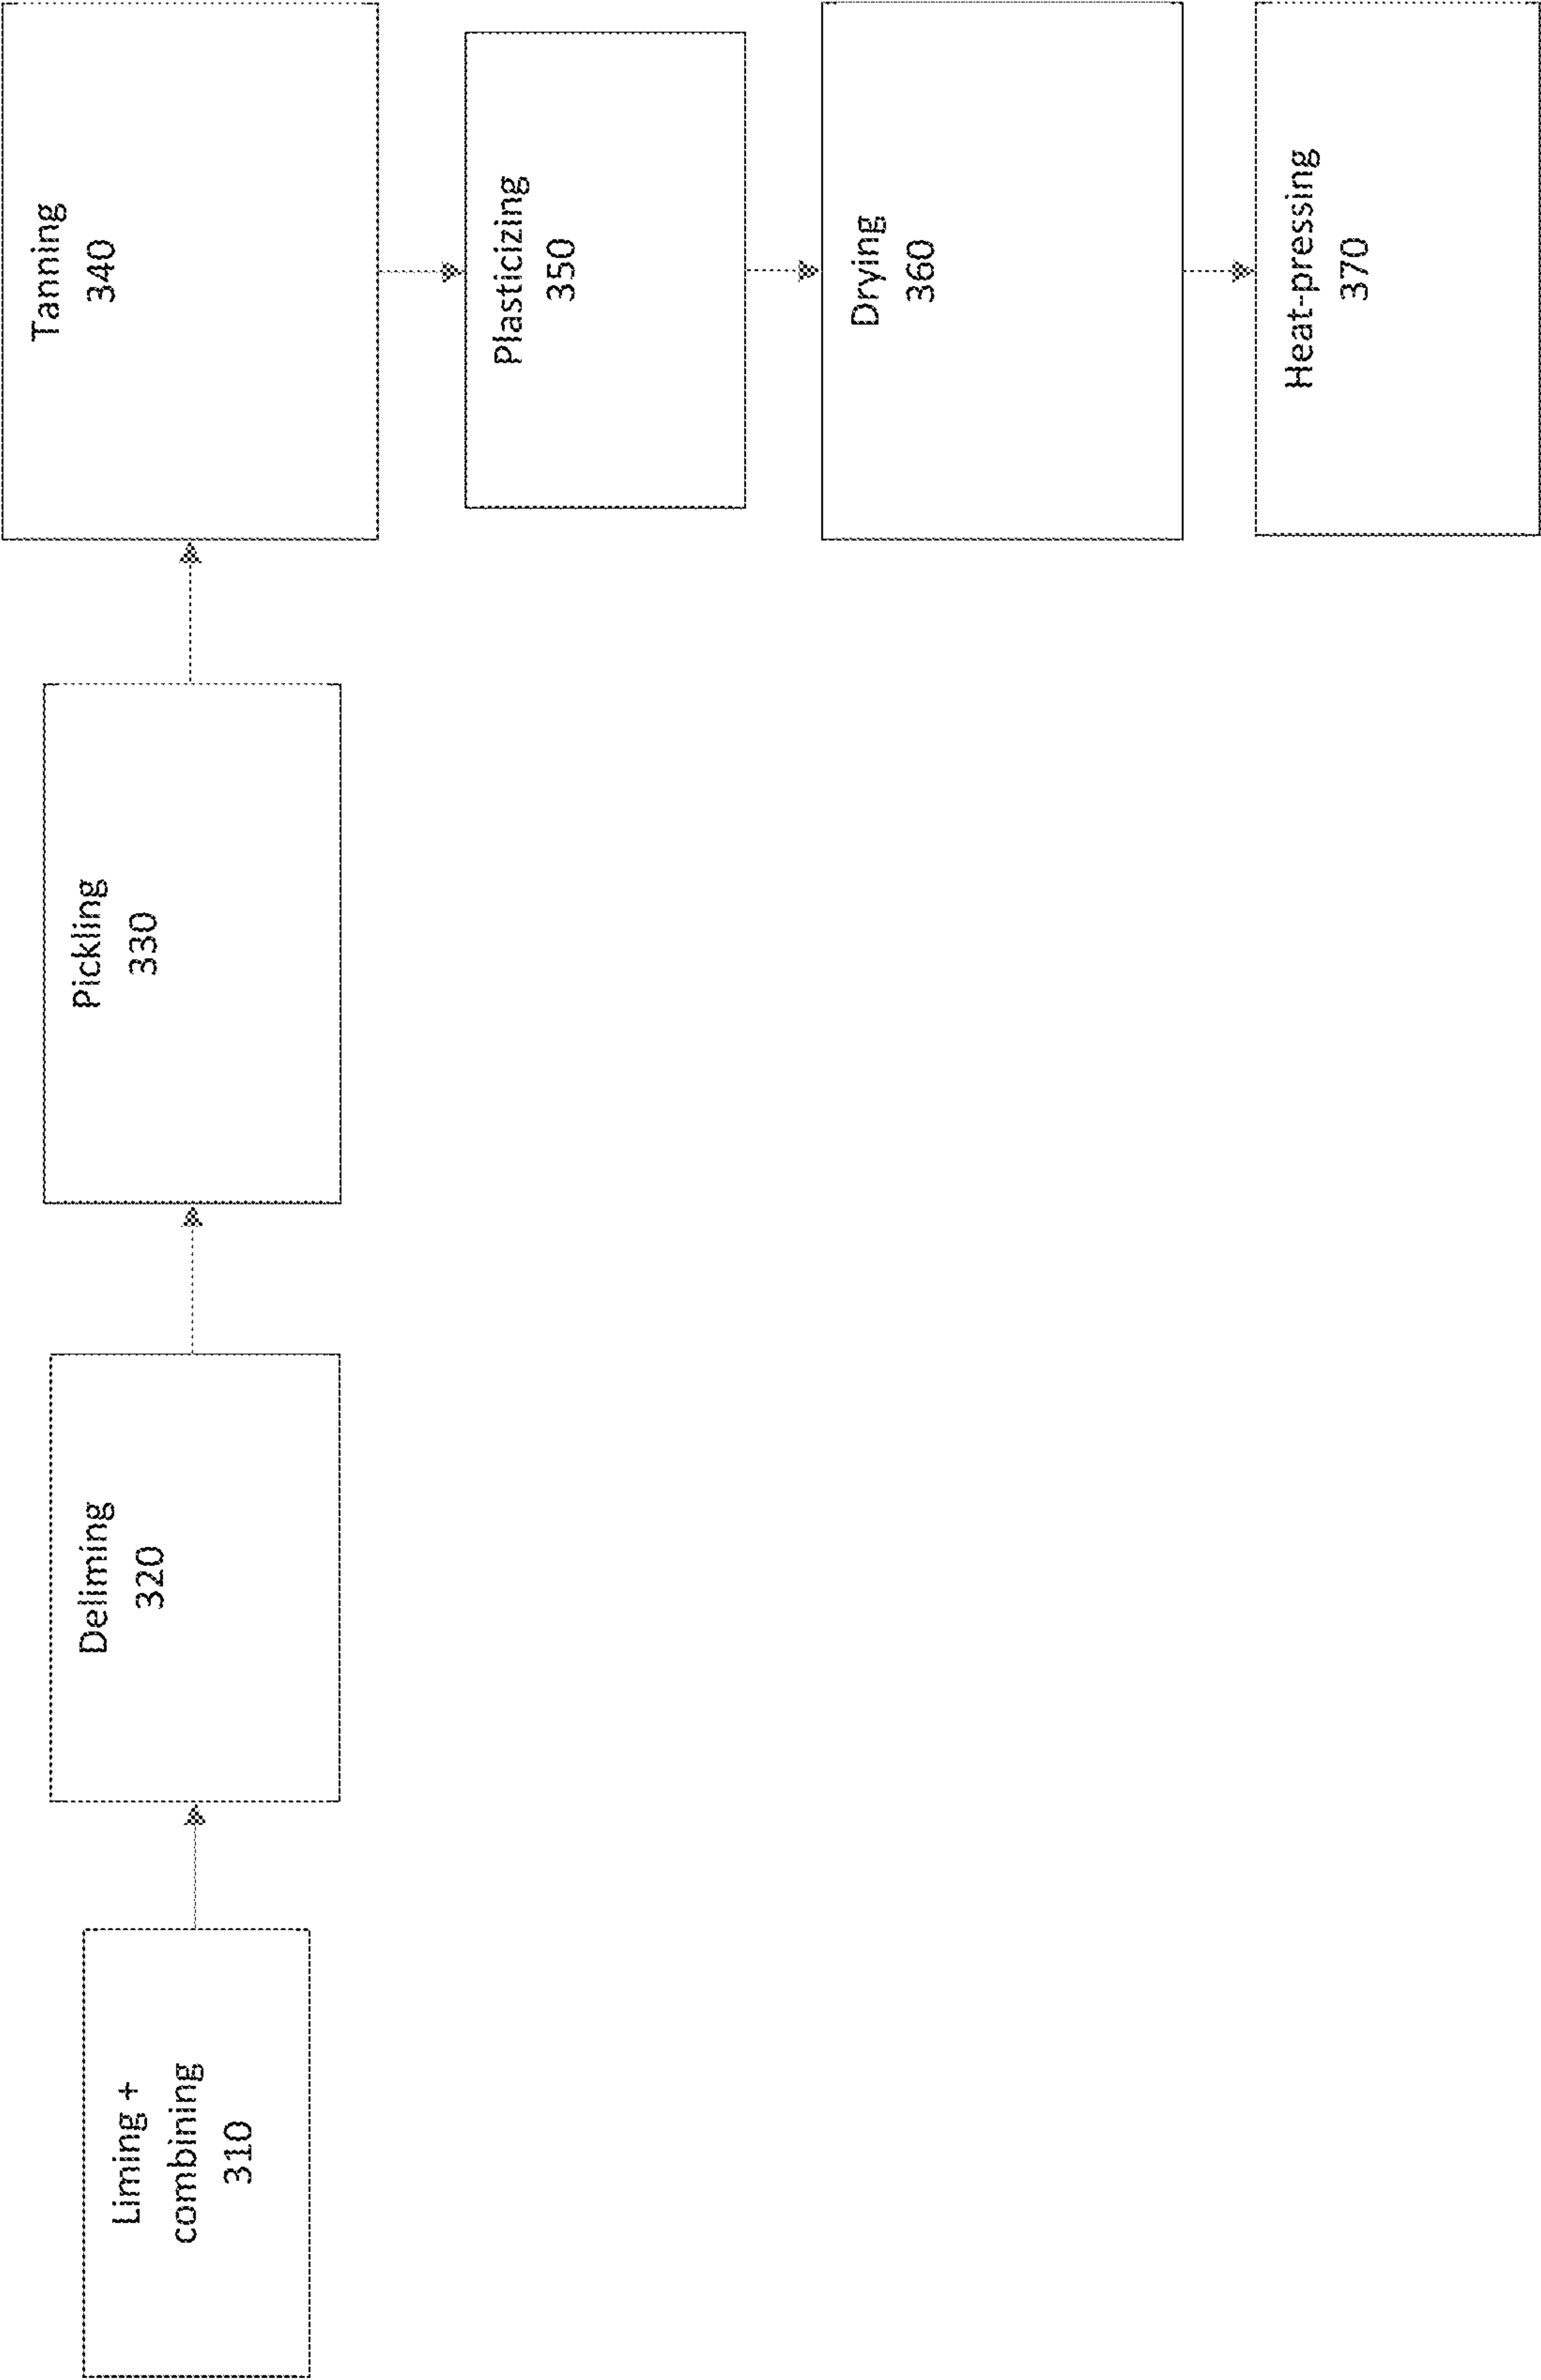 Liming +
combining
310
Deliming
320
Pickling
330
Tanning
340
Plasticizing
350
Drying
360
Heat-pressing
370